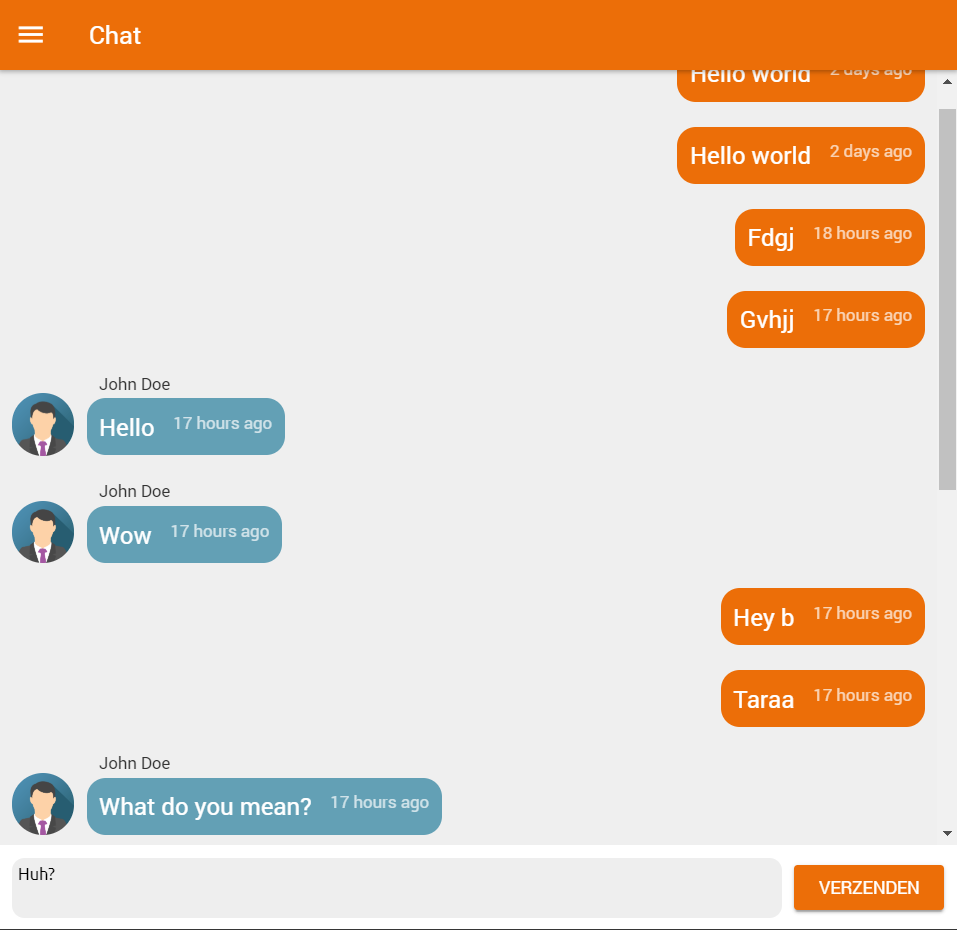 Chat
Hello world 2 days ago
Hello world 2 days ago
Fdgj 18 hours ago
Gvhjj 17 hours ago
John Doe
Hello 17 hours ago
John Doe
Wow 17 hours ago
Hey b 17 hours ago
Taraa 17 hours ago
John Doe
What do you mean? 17 hours ago
Huh?
VERZENDEN